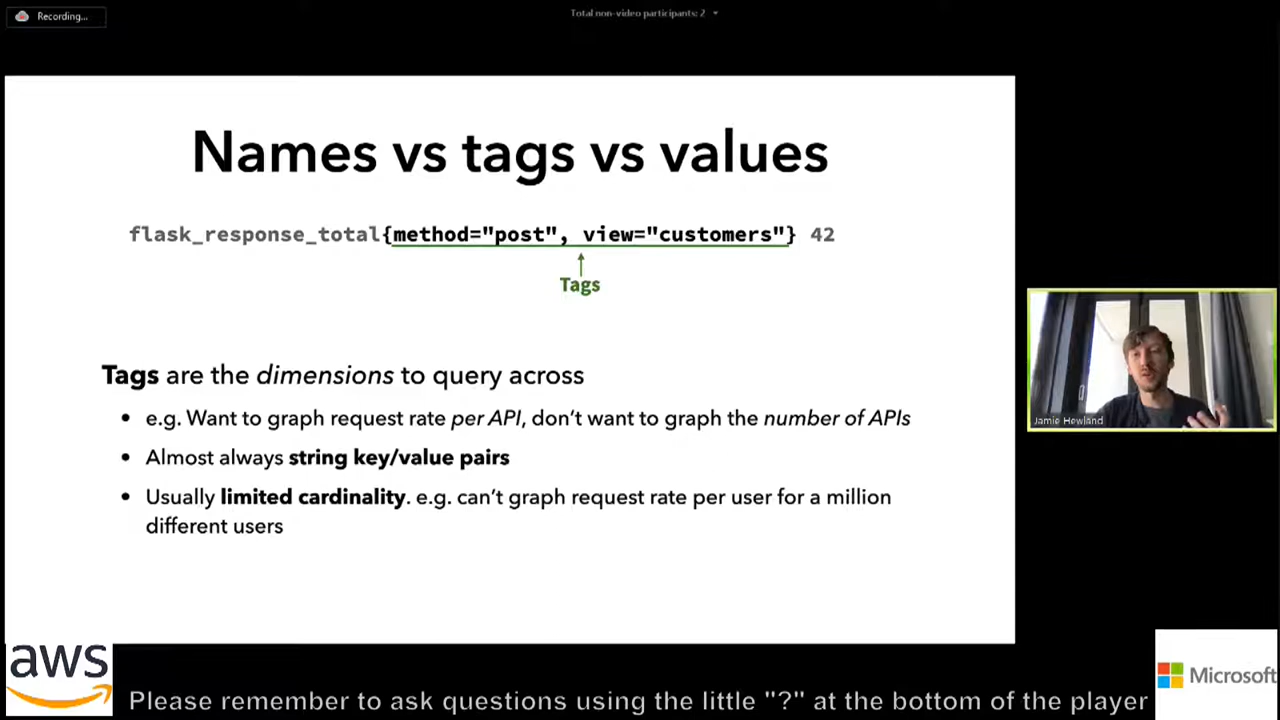 Recording...
Total non-video participants: 2
Names vs tags vs values
flask_response_total{method="post", view="customers"} 42
Tags
Tags are the dimensions to query across
• e.g. Want to graph request rate per API, don’t want to graph the number of APIs
• Almost always string key/value pairs
• Usually limited cardinality. e.g. can’t graph request rate per user for a million
different users
Jamie Hewland
aws
Please remember to ask questions using the little "?" at the bottom of the player
Microsoft